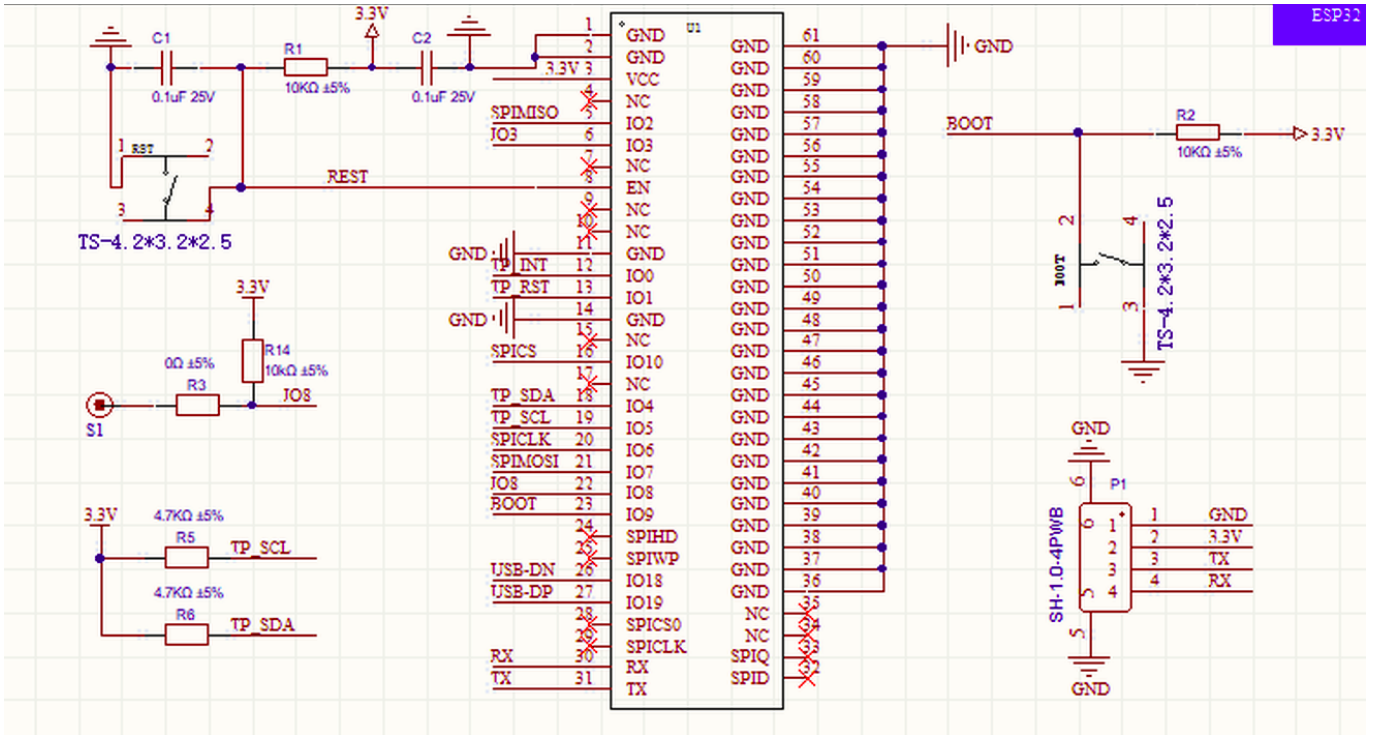 ESP32
3.3V
C1
0.1uF 25V
R1
10KΩ ±5%
C2
0.1uF 25V
1 RST 2
3 4
TS-4.2*3.2*2.5
REST
3.3V
R14
10kΩ ±5%
0Ω ±5%
R3
JO8
S1
3.3V
4.7KΩ ±5%
R5
TP_SCL
4.7KΩ ±5%
R6
TP_SDA
U1
1 GND
2 GND
3.3V 3 VCC
4 NC
SPIMISO 5 IO2
JO3 6 IO3
7 NC
8 EN
9 NC
10 NC
GND 11 GND
TP_INT 12 IO0
TP_RST 13 IO1
GND 14 GND
15 NC
SPICS 16 IO10
17 NC
TP_SDA 18 IO4
TP_SCL 19 IO5
SPICLK 20 IO6
SPIMOSI 21 IO7
JO8 22 IO8
BOOT 23 IO9
24 SPIHD
25 SPIWP
USB-DN 26 IO18
USB-DP 27 IO19
28 SPICS0
29 SPICLK
RX 30 RX
TX 31 TX
GND 61
GND 60
GND 59
GND 58
GND 57
GND 56
GND 55
GND 54
GND 53
GND 52
GND 51
GND 50
GND 49
GND 48
GND 47
GND 46
GND 45
GND 44
GND 43
GND 42
GND 41
GND 40
GND 39
GND 38
GND 37
GND 36
NC 35
NC 34
SPIQ 33
SPID 32
GND
BOOT
R2
10KΩ ±5%
3.3V
2 4
BOOT
1 3
TS-4.2*3.2*2.5
GND
6
P1
SH-1.0-4PWB
6 1 1 GND
2 2 3.3V
3 3 TX
5 4 4 RX
5
GND